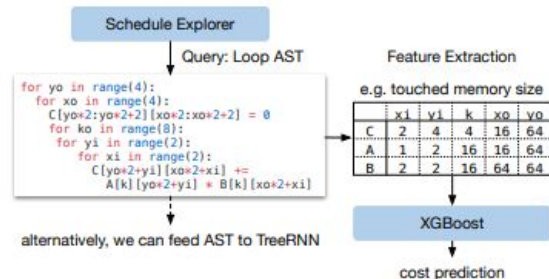 Schedule Explorer
Query: Loop AST
for yo in range(4):
for xo in range(4):
C[yo*2:yo*2+2][xo*2:xo*2+2] = 0
for ko in range(8):
for yi in range(2):
for xi in range(2):
C[yo*2+yi][xo*2+xi] +=
A[k][yo*2+yi] * B[k][xo*2+xi]
alternatively, we can feed AST to TreeRNN
Feature Extraction
e.g. touched memory size
xi yi k xo yo
C 2 4 4 16 64
A 1 2 16 16 64
B 2 2 16 64 64
XGBoost
cost prediction